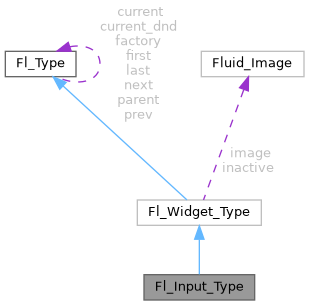 current
current_dnd
factory
first
last
next
parent
prev
Fl_Type
Fluid_Image
image
inactive
Fl_Widget_Type
Fl_Input_Type